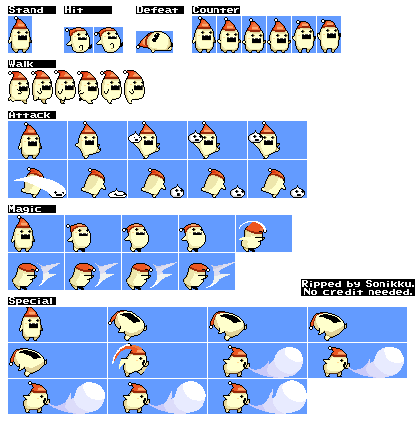 Stand Hit Defeat Counter
Walk
Attack
Magic
Ripped by Sonikku.
No credit needed.
Special